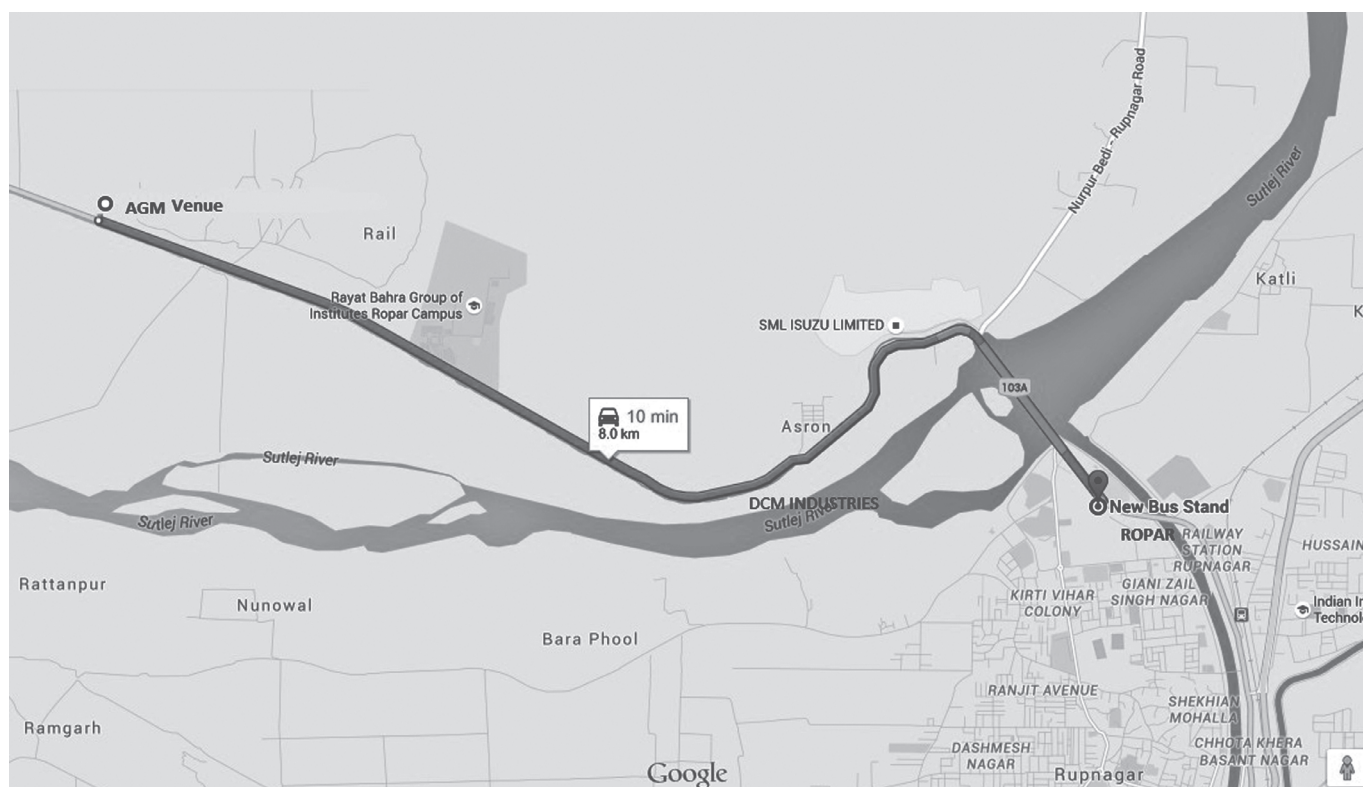 Nurpur Bedi - Rupnagar Road
Sutlej River
AGM Venue
Rail
Katli
Rayat Bahra Group of
Institutes Ropar Campus
SML ISUZU LIMITED
103A
10 min
8.0 km
Asron
Sutlej River
DCM INDUSTRIES
Sutlej River
Sutlej River
New Bus Stand
ROPAR
RAILWAY
STATION
RUPNAGAR
HUSSAIN
Rattanpur
Nunowal
KIRTI VIHAR
COLONY
GIANI ZAIL
SINGH NAGAR
Indian In
Technol
Bara Phool
RANJIT AVENUE
SHEKHIAN
MOHALLA
Ramgarh
DASHMESH
NAGAR
CHHOTA KHERA
BASANT NAGAR
Google
Rupnagar